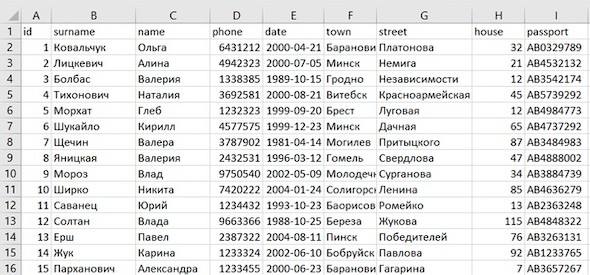 A B C D E F G H I
1 id surname name phone date town street house passport
2 1 Ковальчук Ольга 6431212 2000-04-21 Баранови Платонова 32 AB0329789
3 2 Лицкевич Алина 4942323 2000-07-05 Минск Немига 21 AB4532132
4 3 Болбас Валерия 1338385 1989-10-15 Гродно Независимости 12 AB3542174
5 4 Тихонович Наталия 3692581 2000-08-21 Витебск Красноармейская 45 AB5739292
6 5 Морхат Глеб 1232323 1999-09-20 Брест Луговая 12 AB4984773
7 6 Шукайло Кирилл 4577575 1999-12-23 Минск Дачная 65 AB4737292
8 7 Щечин Валера 3787902 1981-04-14 Могилев Притыцкого 87 AB3484983
9 8 Яницкая Валерия 2432531 1996-03-12 Гомель Свердлова 47 AB4888002
10 9 Мороз Влад 9750540 2002-05-09 Молодечн Сурганова 34 AB3884739
11 10 Ширко Никита 7420222 2004-01-24 Солигорс Ленина 85 AB4636279
12 11 Саванец Юрий 1234432 1993-10-23 Баорисов Ромейко 13 AB2363248
13 12 Солтан Влада 9663366 1988-10-25 Береза Жукова 115 AB4848322
14 13 Ерш Павел 2387322 2004-08-11 Пинск Победителей 76 AB3263131
15 14 Жук Карина 1233324 2002-06-10 Бобруйск Павлова 92 AB1233765
16 15 Парханович Александра 1233455 2000-06-23 Баранови Гагарина 7 AB3657267